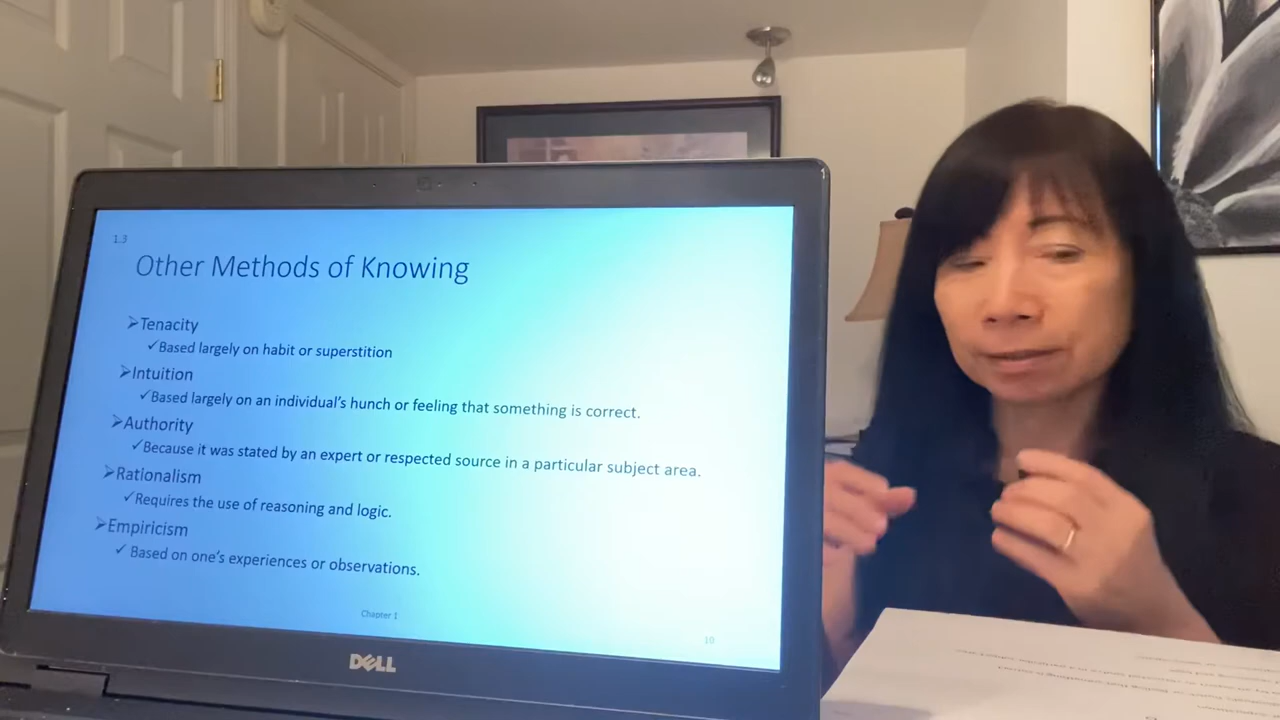 1.3
Other Methods of Knowing
➢Tenacity
✓Based largely on habit or superstition
➢Intuition
✓Based largely on an individual's hunch or feeling that something is correct.
➢Authority
✓Because it was stated by an expert or respected source in a particular subject area.
➢Rationalism
✓Requires the use of reasoning and logic.
➢Empiricism
✓ Based on one's experiences or observations.
Chapter 1
10
DELL